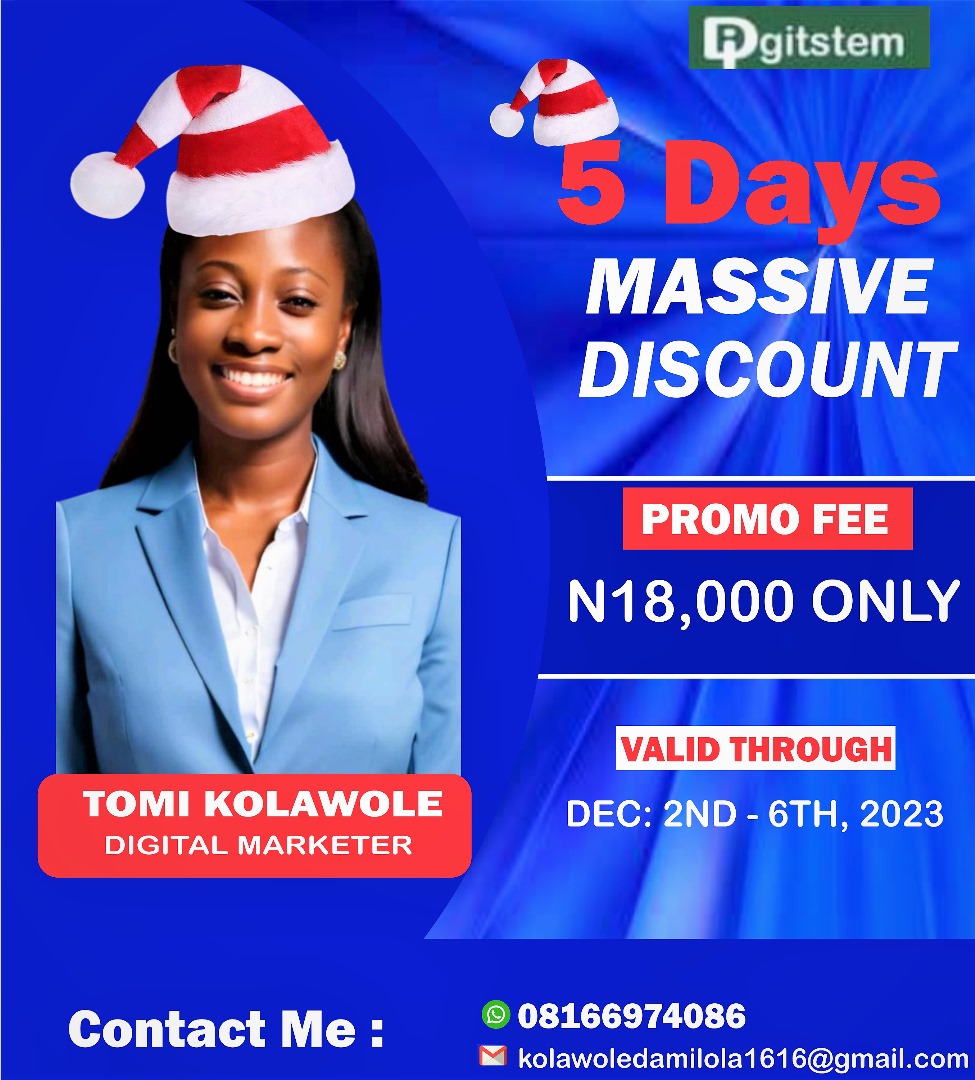 Digitstem
5 Days
MASSIVE
DISCOUNT
PROMO FEE
N18,000 ONLY
VALID THROUGH
DEC: 2ND - 6TH, 2023
TOMI KOLAWOLE
DIGITAL MARKETER
Contact Me :
08166974086
kolawoledamilola1616@gmail.com